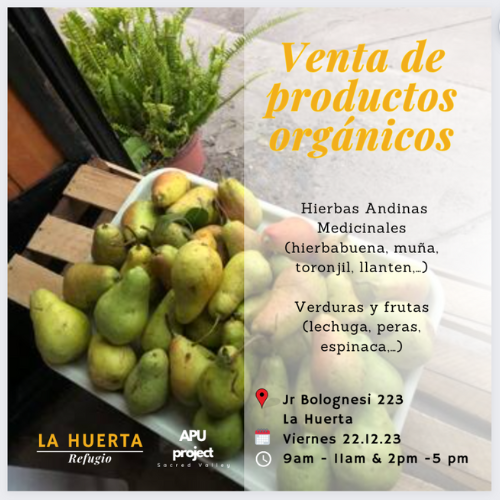 Venta de
productos
orgánicos
Hierbas Andinas
Medicinales
(hierbabuena, muña,
toronjil, llanten,…)
Verduras y frutas
(lechuga, peras,
espinaca,…)
Jr Bolognesi 223
La Huerta
Viernes 22.12.23
9am - 11am & 2pm -5 pm
LA HUERTA
Refugio
APU
project
Sacred Valley